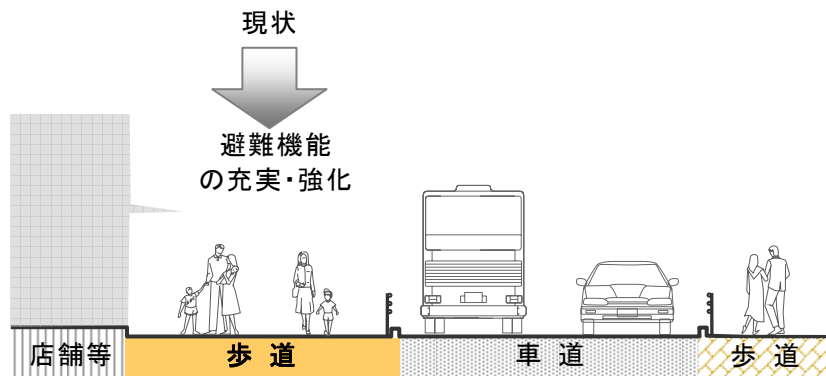 現状
避難機能
の充実・強化
店舗等
歩 道
車 道
歩 道